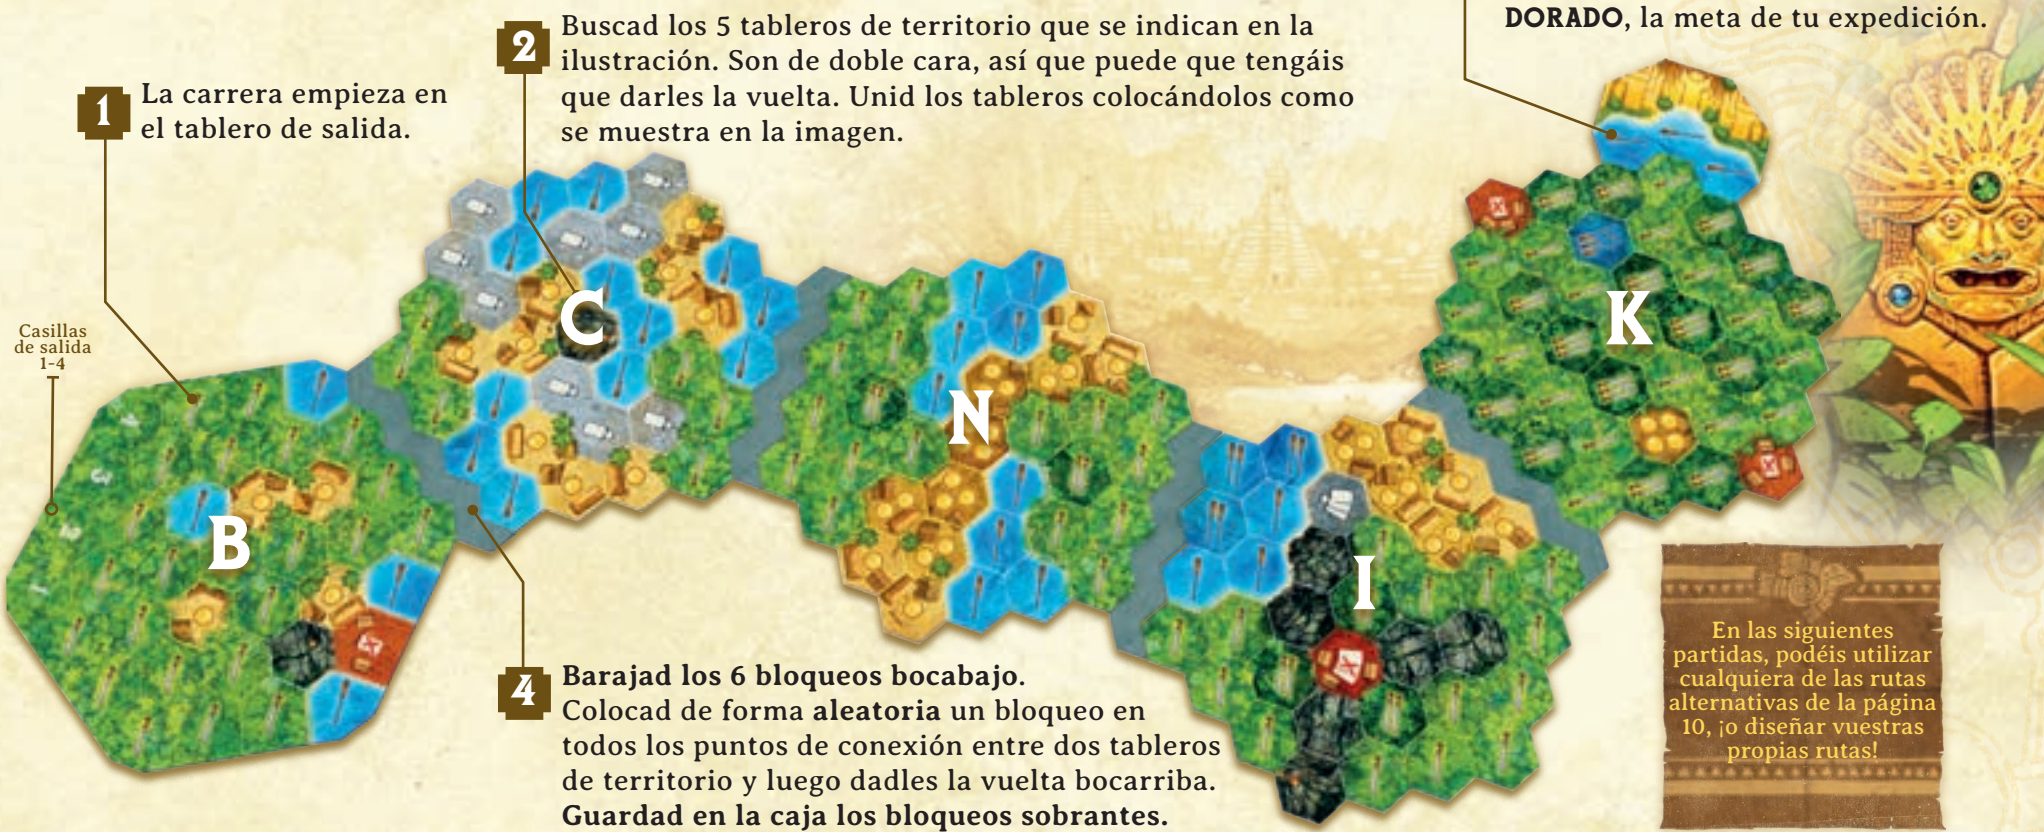 DORADO, la meta de tu expedición.
2
Buscad los 5 tableros de territorio que se indican en la
ilustración. Son de doble cara, así que puede que tengáis
que darles la vuelta. Unid los tableros colocándolos como
se muestra en la imagen.
1
La carrera empieza en
el tablero de salida.
Casillas
de salida
1-4
B
C
N
I
K
4
Barajad los 6 bloqueos bocabajo.
Colocad de forma aleatoria un bloqueo en
todos los puntos de conexión entre dos tableros
de territorio y luego dadles la vuelta bocarriba.
Guardad en la caja los bloqueos sobrantes.
En las siguientes
partidas, podéis utilizar
cualquiera de las rutas
alternativas de la página
10, ¡o diseñar vuestras
propias rutas!